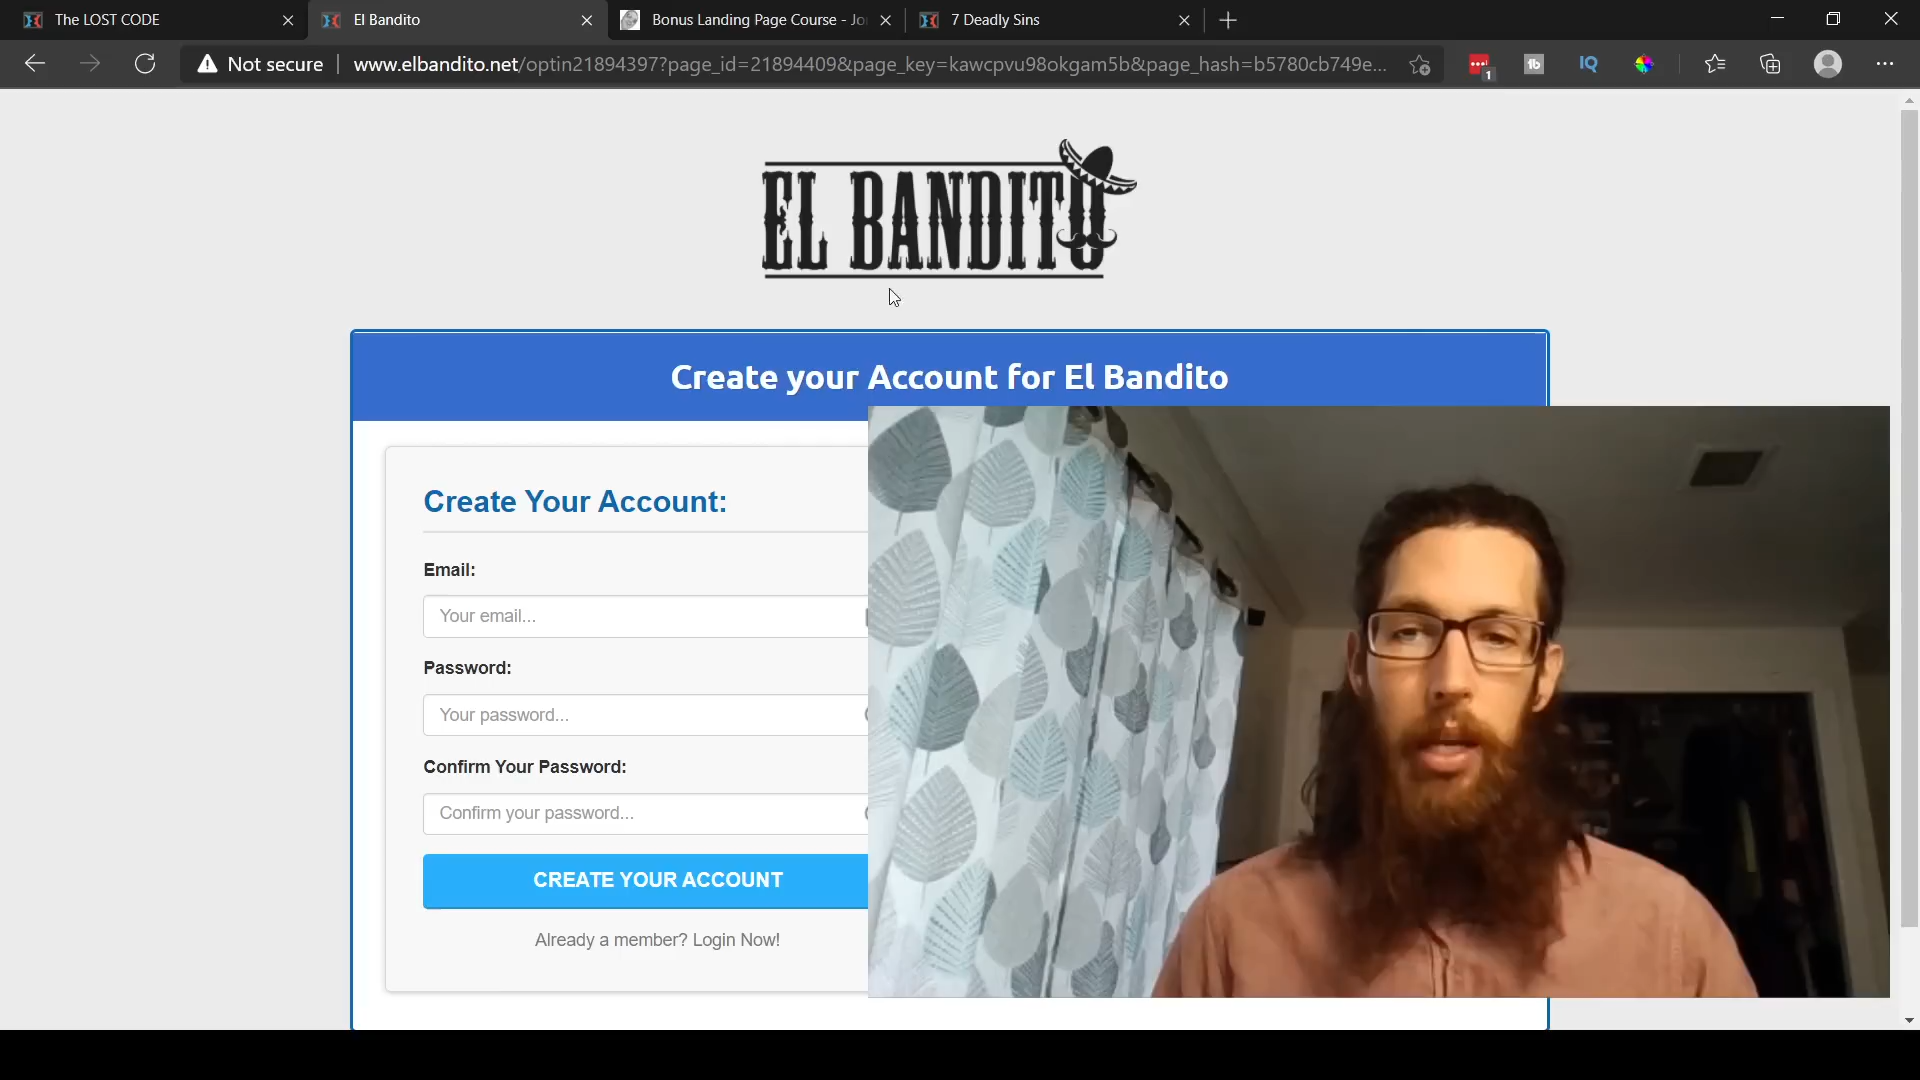 The LOST CODE
El Bandito
Bonus Landing Page Course - Jo
7 Deadly Sins
Not secure
www.elbandito.net/optin21894397?page_id=21894409&page_key=kawcpvu98okgam5b&page_hash=b5780cb749e...
1
tb
IQ
EL BANDITO
Create your Account for El Bandito
Create Your Account:
Email:
Your email...
Password:
Your password...
Confirm Your Password:
Confirm your password...
CREATE YOUR ACCOUNT
Already a member? Login Now!